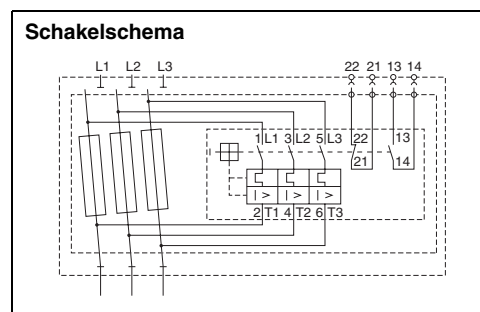 Schakelschema
L1 L2 L3 22 21 13 14
1 L1 3 L2 5 L3 22 13
21 14
I > I > I >
2 T1 4 T2 6 T3